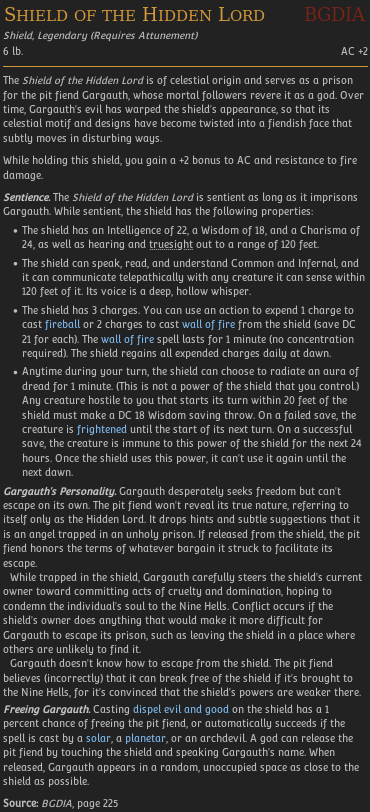 Shield of the Hidden Lord BGDIA
Shield, Legendary (Requires Attunement)
6 lb. AC +2
The Shield of the Hidden Lord is of celestial origin and serves as a prison
for the pit fiend Gargauth, whose mortal followers revere it as a god. Over
time, Gargauth's evil has warped the shield's appearance, so that its
celestial motif and designs have become twisted into a fiendish face that
subtly moves in disturbing ways.
While holding this shield, you gain a +2 bonus to AC and resistance to fire
damage.
Sentience. The Shield of the Hidden Lord is sentient as long as it imprisons
Gargauth. While sentient, the shield has the following properties:
• The shield has an Intelligence of 22, a Wisdom of 18, and a Charisma of
24, as well as hearing and truesight out to a range of 120 feet.
• The shield can speak, read, and understand Common and Infernal, and
it can communicate telepathically with any creature it can sense within
120 feet of it. Its voice is a deep, hollow whisper.
• The shield has 3 charges. You can use an action to expend 1 charge to
cast fireball or 2 charges to cast wall of fire from the shield (save DC
21 for each). The wall of fire spell lasts for 1 minute (no concentration
required). The shield regains all expended charges daily at dawn.
• Anytime during your turn, the shield can choose to radiate an aura of
dread for 1 minute. (This is not a power of the shield that you control.)
Any creature hostile to you that starts its turn within 20 feet of the
shield must make a DC 18 Wisdom saving throw. On a failed save, the
creature is frightened until the start of its next turn. On a successful
save, the creature is immune to this power of the shield for the next 24
hours. Once the shield uses this power, it can't use it again until the
next dawn.
Gargauth's Personality. Gargauth desperately seeks freedom but can't
escape on its own. The pit fiend won't reveal its true nature, referring to
itself only as the Hidden Lord. It drops hints and subtle suggestions that it
is an angel trapped in an unholy prison. If released from the shield, the pit
fiend honors the terms of whatever bargain it struck to facilitate its
escape.
While trapped in the shield, Gargauth carefully steers the shield's current
owner toward committing acts of cruelty and domination, hoping to
condemn the individual's soul to the Nine Hells. Conflict occurs if the
shield's owner does anything that would make it more difficult for
Gargauth to escape its prison, such as leaving the shield in a place where
others are unlikely to find it.
Gargauth doesn't know how to escape from the shield. The pit fiend
believes (incorrectly) that it can break free of the shield if it's brought to
the Nine Hells, for it's convinced that the shield's powers are weaker there.
Freeing Gargauth. Casting dispel evil and good on the shield has a 1
percent chance of freeing the pit fiend, or automatically succeeds if the
spell is cast by a solar, a planetar, or an archdevil. A god can release the
pit fiend by touching the shield and speaking Gargauth's name. When
released, Gargauth appears in a random, unoccupied space as close to the
shield as possible.
Source: BGDIA, page 225